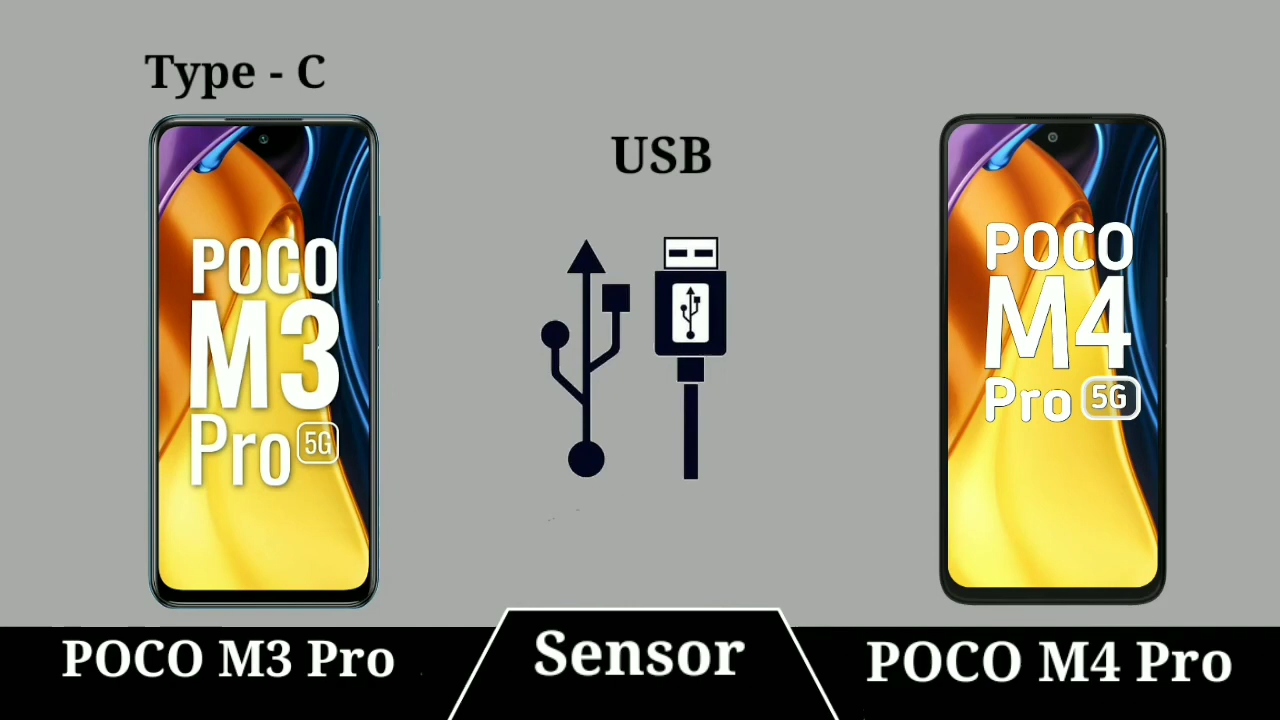 Type - C
USB
POCO
M3
Pro 5G
POCO
M4
Pro 5G
POCO M3 Pro
Sensor
POCO M4 Pro